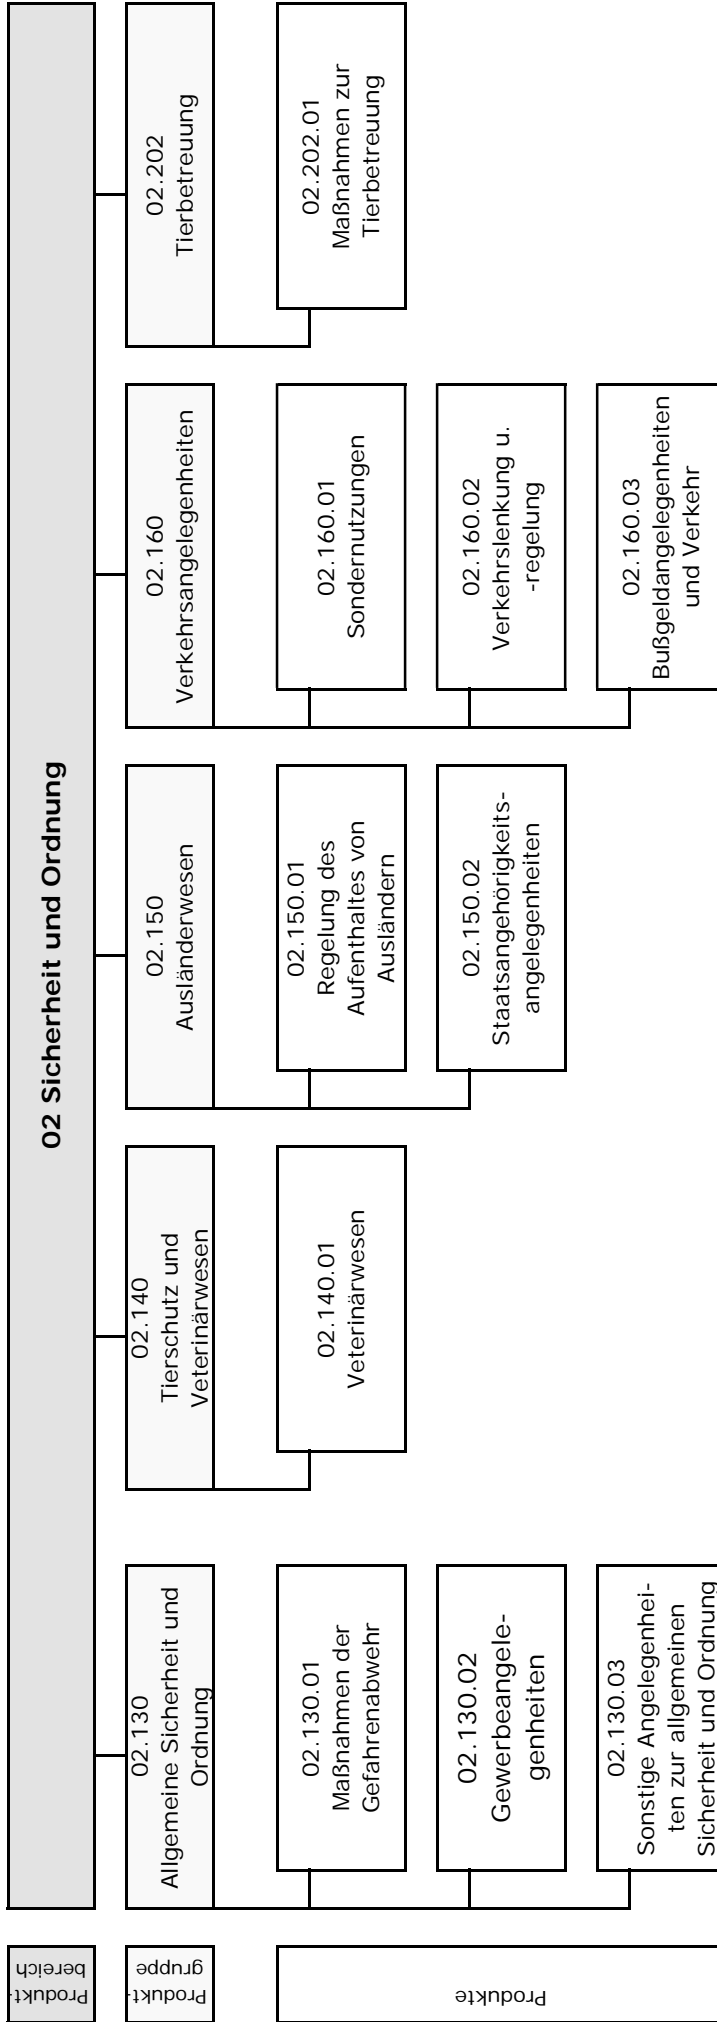 Produkt-
bereich
02 Sicherheit und Ordnung
Produkt-
gruppe
02.130
Allgemeine Sicherheit und
Ordnung
02.140
Tierschutz und
Veterinärwesen
02.150
Ausländerwesen
02.160
Verkehrsangelegenheiten
02.202
Tierbetreuung
Produkte
02.130.01
Maßnahmen der
Gefahrenabwehr
02.140.01
Veterinärwesen
02.150.01
Regelung des
Aufenthaltes von
Ausländern
02.160.01
Sondernutzungen
02.202.01
Maßnahmen zur
Tierbetreuung
02.130.02
Gewerbeangele-
genheiten
02.150.02
Staatsangehörigkeits-
angelegenheiten
02.160.02
Verkehrslenkung u.
-regelung
02.130.03
Sonstige Angelegenhei-
ten zur allgemeinen
Sicherheit und Ordnung
02.160.03
Bußgeldangelegenheiten
und Verkehr